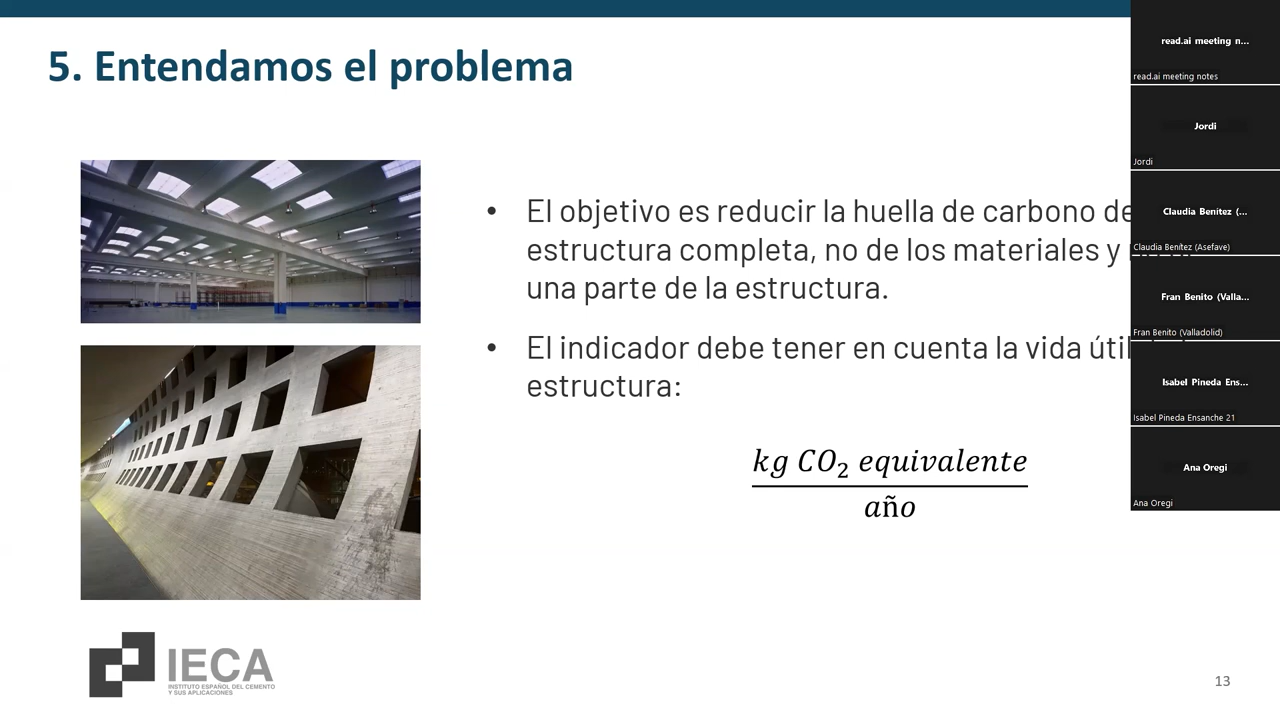 5. Entendamos el problema
• El objetivo es reducir la huella de carbono de
estructura completa, no de los materiales y
una parte de la estructura.
• El indicador debe tener en cuenta la vida útil
estructura:
kg CO₂ equivalente
año
IECA
INSTITUTO ESPAÑOL DEL CEMENTO
Y SUS APLICACIONES
13
read.ai meeting n...
read.ai meeting notes
Jordi
Jordi
Claudia Benítez (...
Claudia Benítez (Asefave)
Fran Benito (Valla...
Fran Benito (Valladolid)
Isabel Pineda Ens...
Isabel Pineda Ensanche 21
Ana Oregi
Ana Oregi